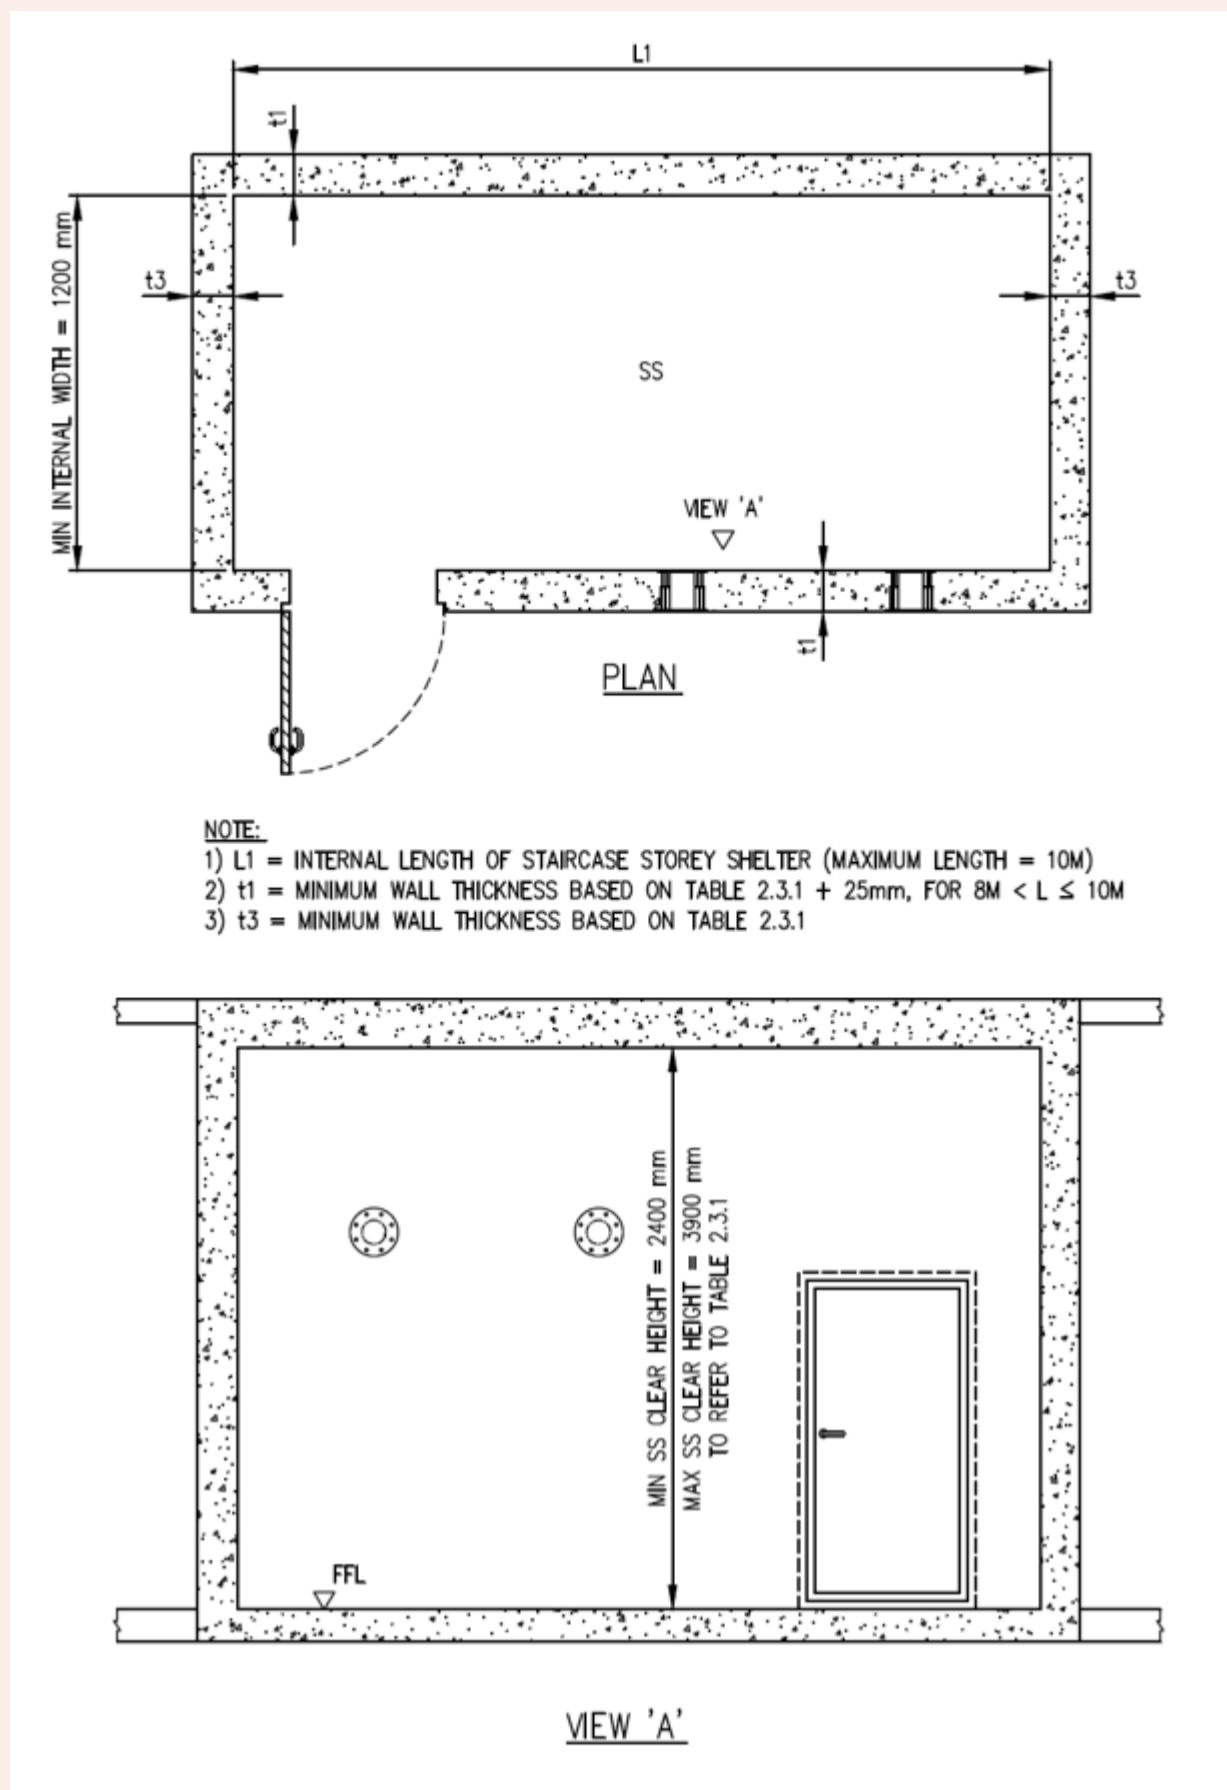 L1
t1
MIN INTERNAL WIDTH = 1200 mm
t3
t3
SS
VIEW 'A'
t1
PLAN
NOTE:
1) L1 = INTERNAL LENGTH OF STAIRCASE STOREY SHELTER (MAXIMUM LENGTH = 10M)
2) t1 = MINIMUM WALL THICKNESS BASED ON TABLE 2.3.1 + 25mm, FOR 8M < L ≤ 10M
3) t3 = MINIMUM WALL THICKNESS BASED ON TABLE 2.3.1
MIN SS CLEAR HEIGHT = 2400 mm
MAX SS CLEAR HEIGHT = 3900 mm
TO REFER TO TABLE 2.3.1
FFL
VIEW 'A'